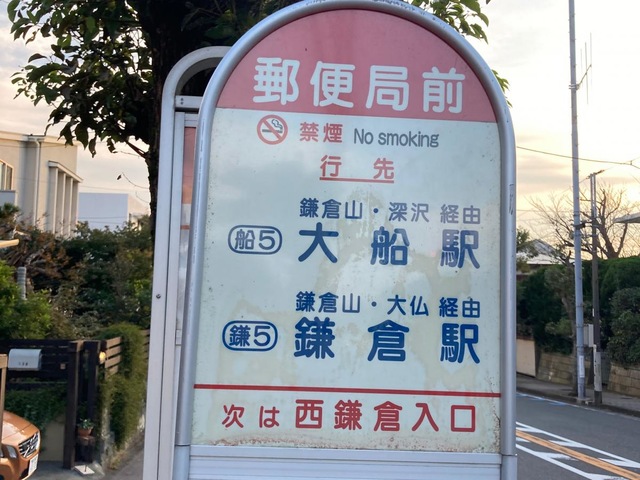 郵便局前
禁煙 No smoking
行先
鎌倉山・深沢 経由
船5 大船駅
鎌倉山・大仏 経由
鎌5 鎌倉駅
次は 西鎌倉入口